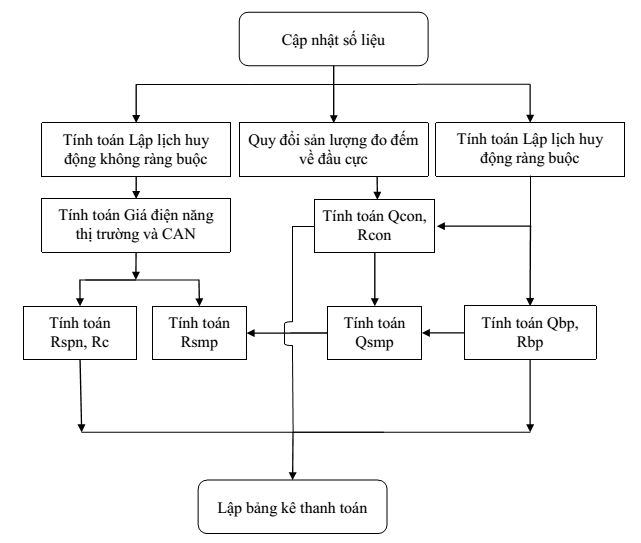 Cập nhật số liệu
Tính toán Lập lịch huy
động không ràng buộc
Quy đổi sản lượng đo đếm
về đầu cực
Tính toán Lập lịch huy
động ràng buộc
Tính toán Giá điện năng
thị trường và CAN
Tính toán Qcon,
Rcon
Tính toán
Rspn, Rc
Tính toán
Rsmp
Tính toán
Qsmp
Tính toán Qbp,
Rbp
Lập bảng kê thanh toán